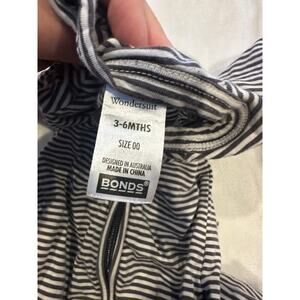 Wondersuit
3-6MTHS
SIZE 00
DESIGNED IN AUSTRALIA
MADE IN CHINA
BONDS